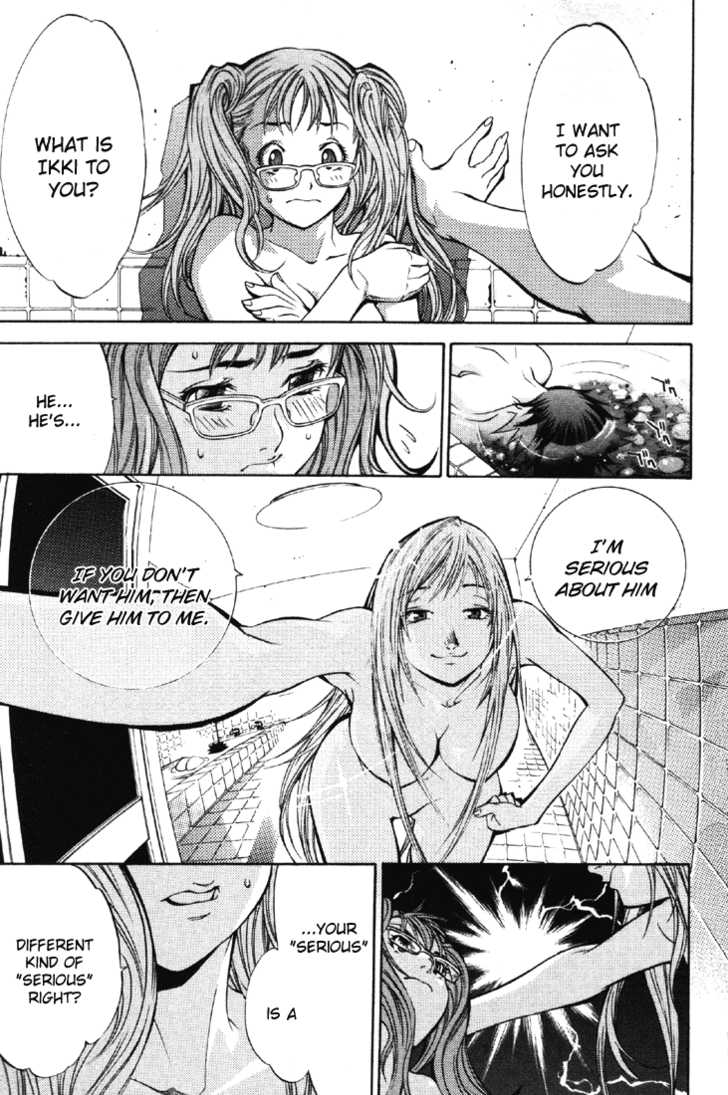 I WANT
TO ASK
YOU
HONESTLY.
WHAT IS
IKKI TO
YOU?
HE...
HE'S...
I'M
SERIOUS
ABOUT HIM
IF YOU DON'T
WANT HIM, THEN
GIVE HIM TO ME.
...YOUR
"SERIOUS"
IS A
DIFFERENT
KIND OF
"SERIOUS"
RIGHT?